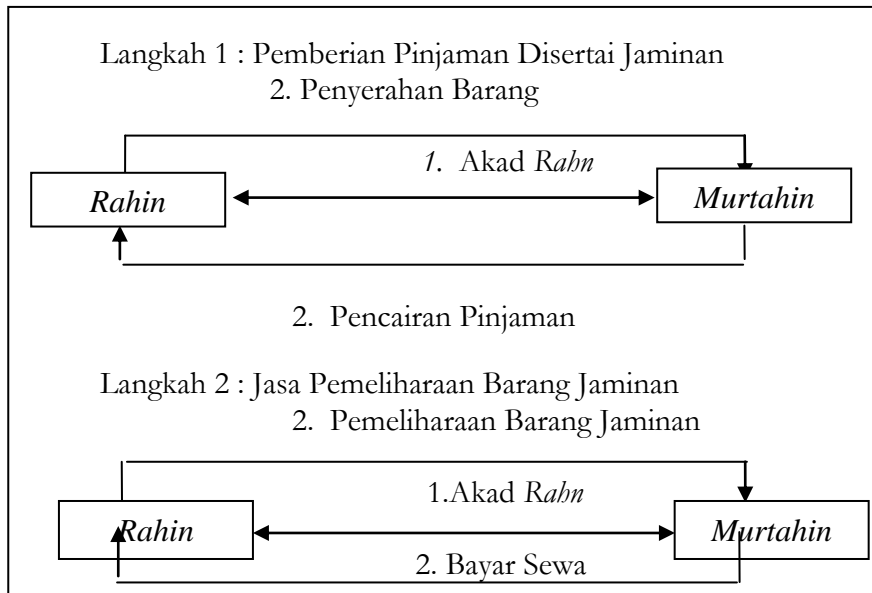 Langkah 1 : Pemberian Pinjaman Disertai Jaminan
2. Penyerahan Barang
1. Akad Rahn
Rahin
Murtahin
2. Pencairan Pinjaman
Langkah 2 : Jasa Pemeliharaan Barang Jaminan
2. Pemeliharaan Barang Jaminan
1.Akad Rahn
Rahin
Murtahin
2. Bayar Sewa